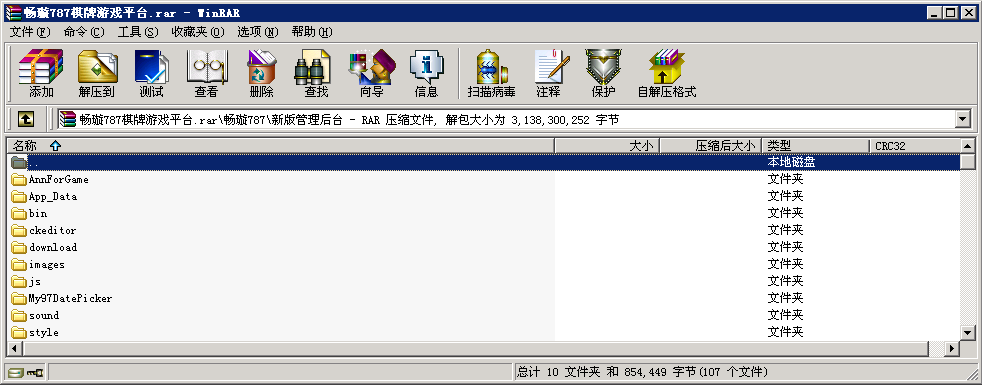 畅璇787棋牌游戏平台.rar - WinRAR
文件(F) 命令(C) 工具(S) 收藏夹(O) 选项(N) 帮助(H)
添加 解压到 测试 查看 删除 查找 向导 信息 扫描病毒 注释 保护 自解压格式
畅璇787棋牌游戏平台.rar\畅璇787\新版管理后台 - RAR 压缩文件, 解包大小为 3,138,300,252 字节
名称 大小 压缩后大小 类型 CRC32
.. 本地磁盘
AnnForGame 文件夹
App_Data 文件夹
bin 文件夹
ckeditor 文件夹
download 文件夹
images 文件夹
js 文件夹
My97DatePicker 文件夹
sound 文件夹
style 文件夹
总计 10 文件夹 和 854,449 字节(107 个文件)